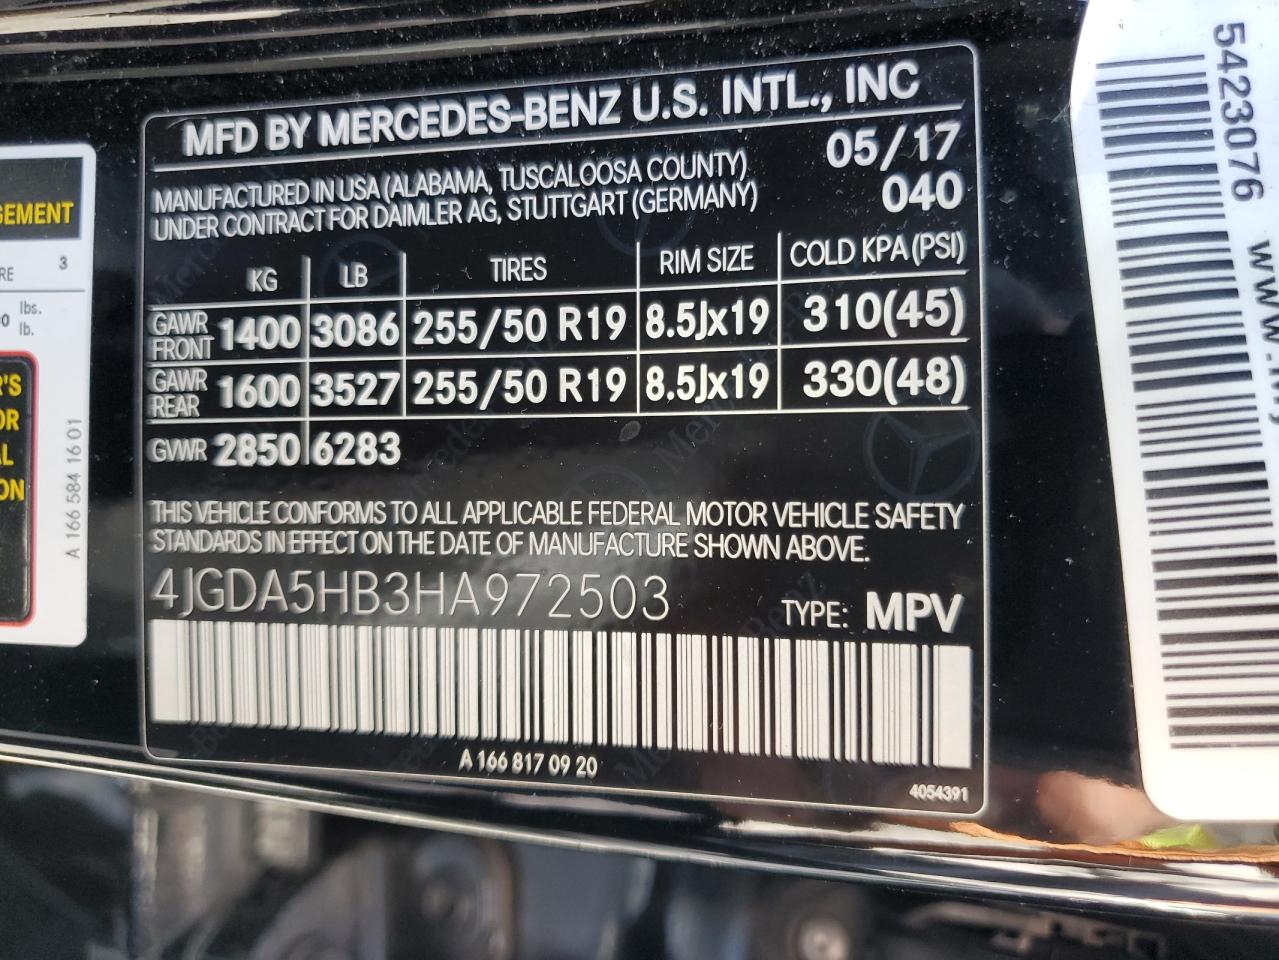 MFD BY MERCEDES-BENZ U.S. INTL., INC
MANUFACTURED IN USA (ALABAMA, TUSCALOOSA COUNTY) 05/17
UNDER CONTRACT FOR DAIMLER AG, STUTTGART (GERMANY) 040
KG LB TIRES RIM SIZE COLD KPA (PSI)
GAWR FRONT 1400 3086 255/50 R19 8.5Jx19 310(45)
GAWR REAR 1600 3527 255/50 R19 8.5Jx19 330(48)
GVWR 2850 6283
THIS VEHICLE CONFORMS TO ALL APPLICABLE FEDERAL MOTOR VEHICLE SAFETY
STANDARDS IN EFFECT ON THE DATE OF MANUFACTURE SHOWN ABOVE.
4JGDA5HB3HA972503 TYPE: MPV
A 166 817 09 20
4054391
3
lbs.
lb.
A 166 584 16 01
54223076